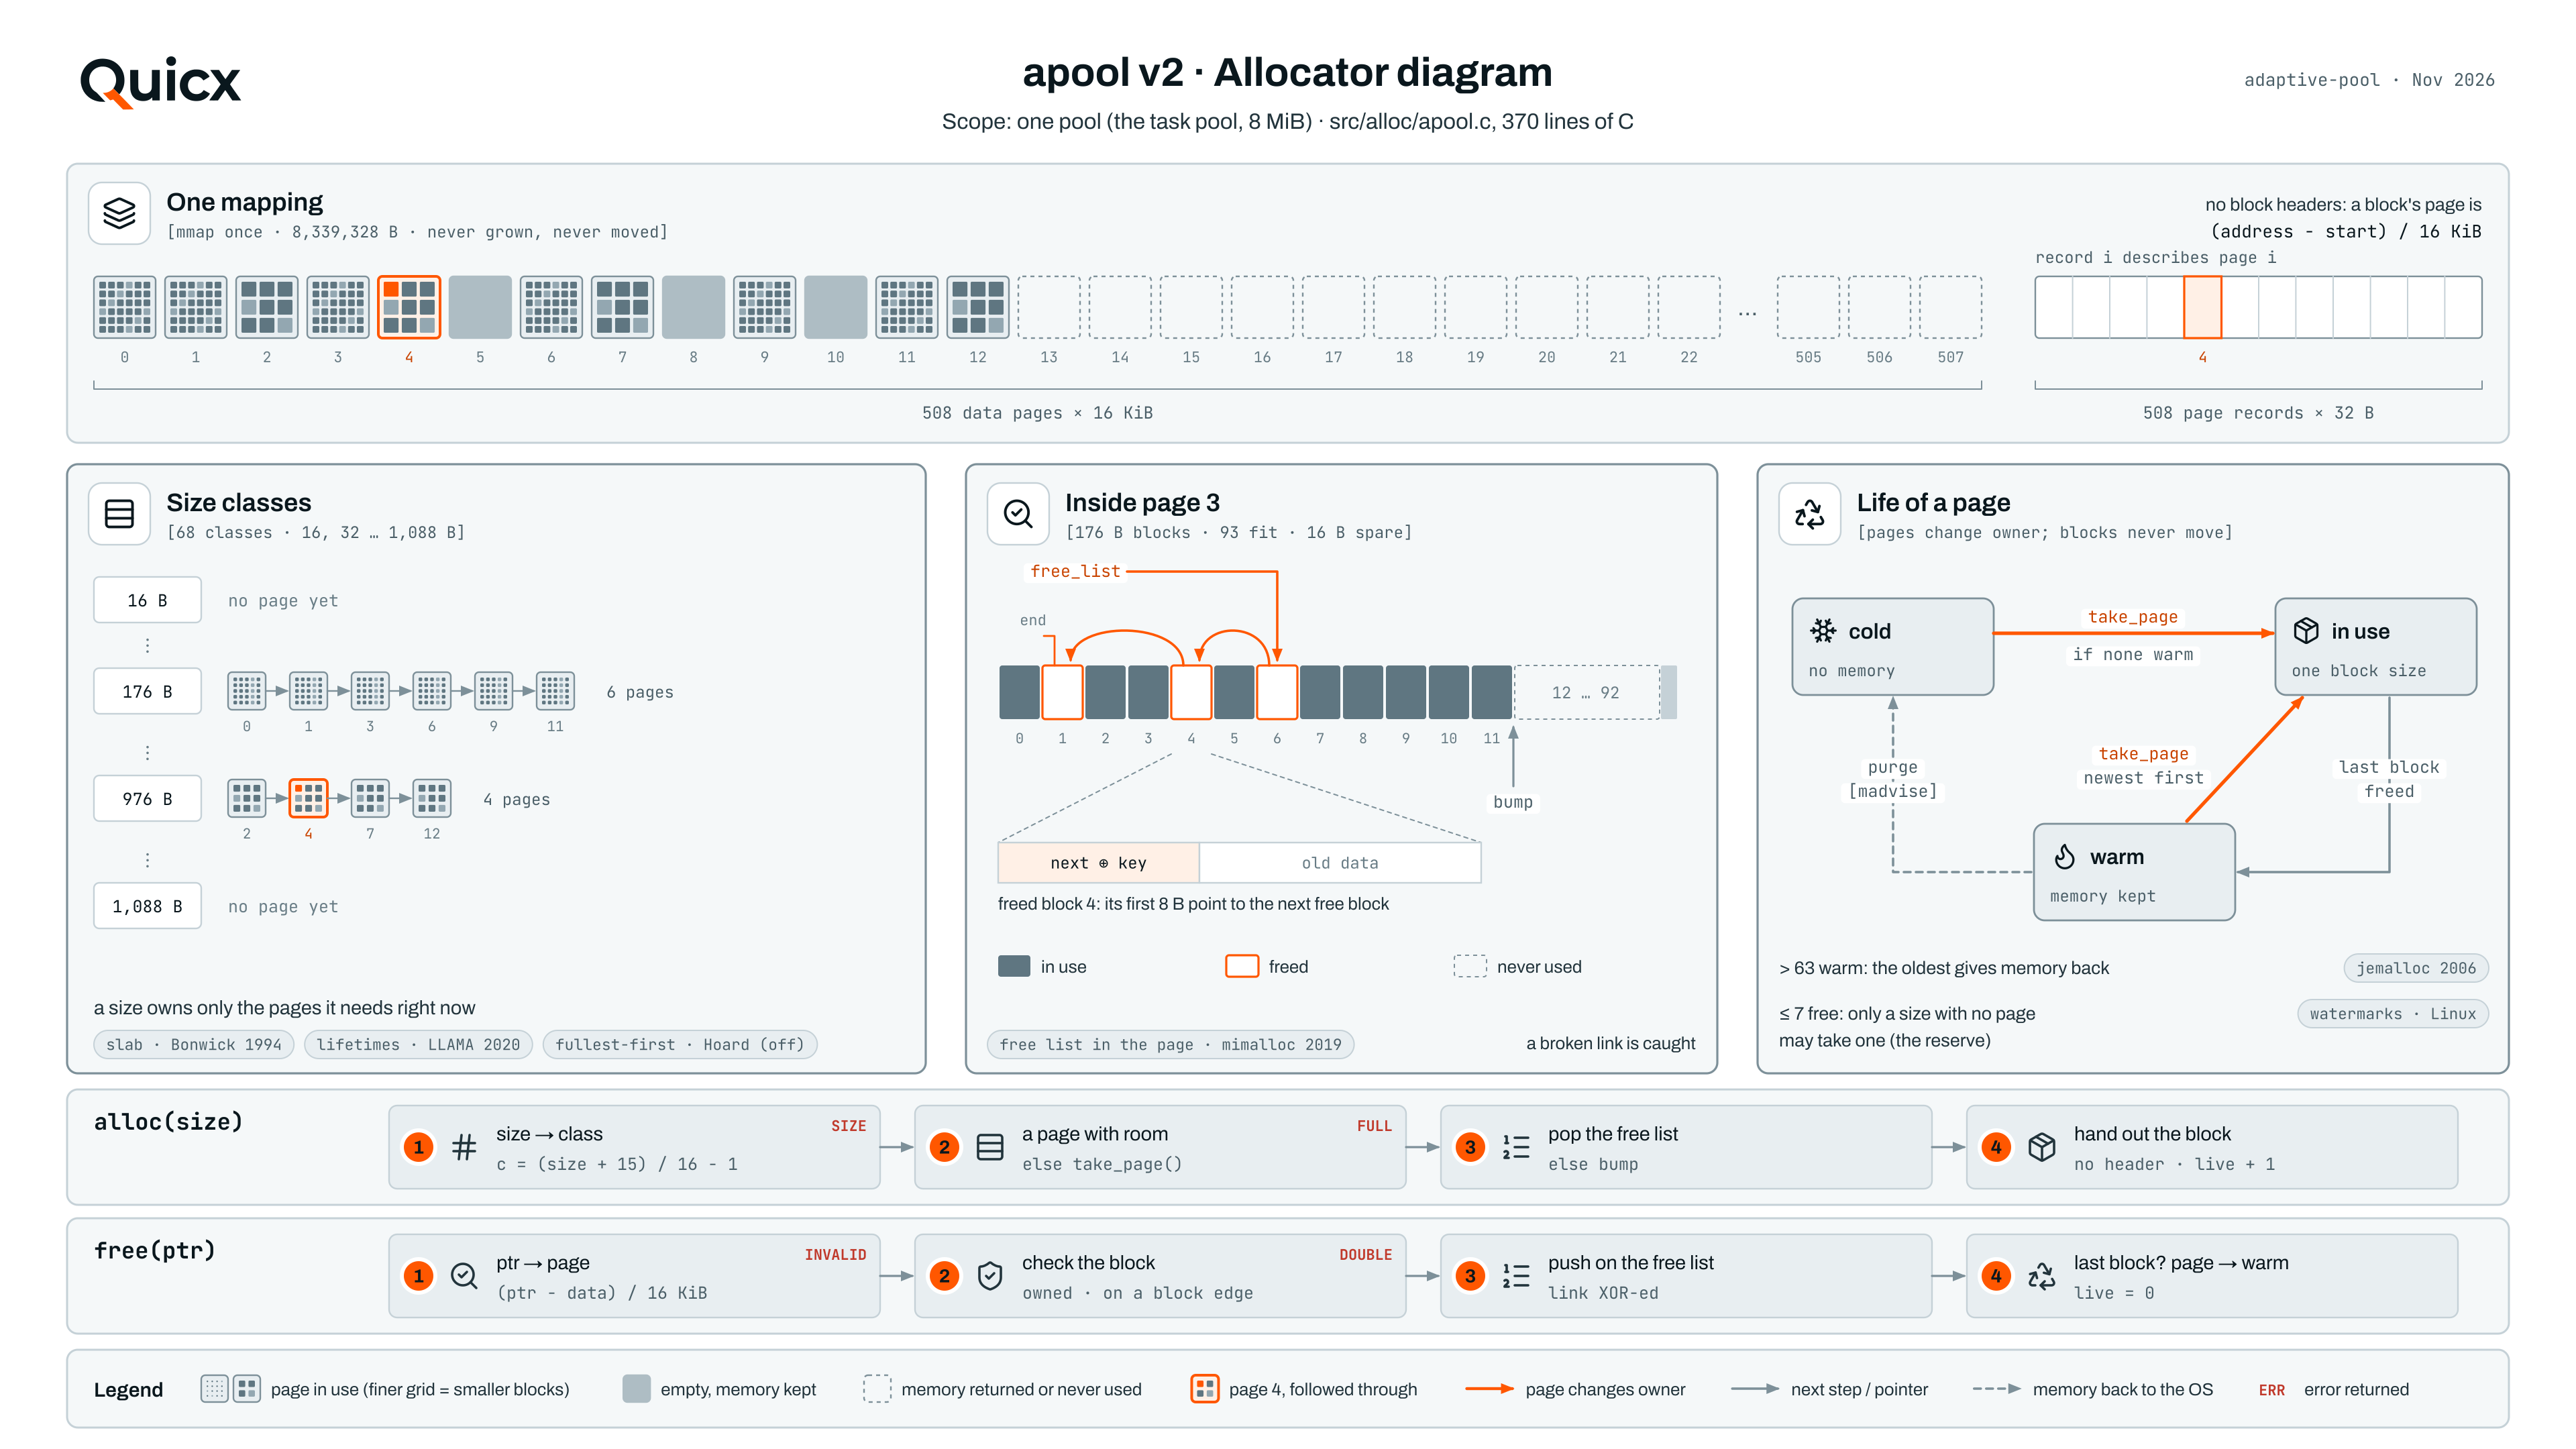 Quicx
apool v2 · Allocator diagram
adaptive-pool · Nov 2026
Scope: one pool (the task pool, 8 MiB) · src/alloc/apool.c, 370 lines of C
One mapping
[mmap once · 8,339,328 B · never grown, never moved]
no block headers: a block's page is
(address - start) / 16 KiB
record i describes page i
0 1 2 3 4 5 6 7 8 9 10 11 12 13 14 15 16 17 18 19 20 21 22 … 505 506 507
4
508 data pages × 16 KiB
508 page records × 32 B
Size classes
[68 classes · 16, 32 … 1,088 B]
16 B no page yet
⋮
176 B 6 pages
0 1 3 6 9 11
⋮
976 B 4 pages
2 4 7 12
⋮
1,088 B no page yet
a size owns only the pages it needs right now
slab · Bonwick 1994 lifetimes · LLAMA 2020 fullest-first · Hoard (off)
Inside page 3
[176 B blocks · 93 fit · 16 B spare]
free_list
end
12 … 92
0 1 2 3 4 5 6 7 8 9 10 11
bump
next ⊕ key old data
freed block 4: its first 8 B point to the next free block
in use freed never used
free list in the page · mimalloc 2019 a broken link is caught
Life of a page
[pages change owner; blocks never move]
cold
no memory
take_page
if none warm
in use
one block size
purge
[madvise]
take_page
newest first
last block
freed
warm
memory kept
> 63 warm: the oldest gives memory back jemalloc 2006
≤ 7 free: only a size with no page watermarks · Linux
may take one (the reserve)
alloc(size)
1 size → class SIZE
c = (size + 15) / 16 - 1
2 a page with room FULL
else take_page()
3 pop the free list
else bump
4 hand out the block
no header · live + 1
free(ptr)
1 ptr → page INVALID
(ptr - data) / 16 KiB
2 check the block DOUBLE
owned · on a block edge
3 push on the free list
link XOR-ed
4 last block? page → warm
live = 0
Legend page in use (finer grid = smaller blocks) empty, memory kept memory returned or never used page 4, followed through page changes owner next step / pointer memory back to the OS ERR error returned